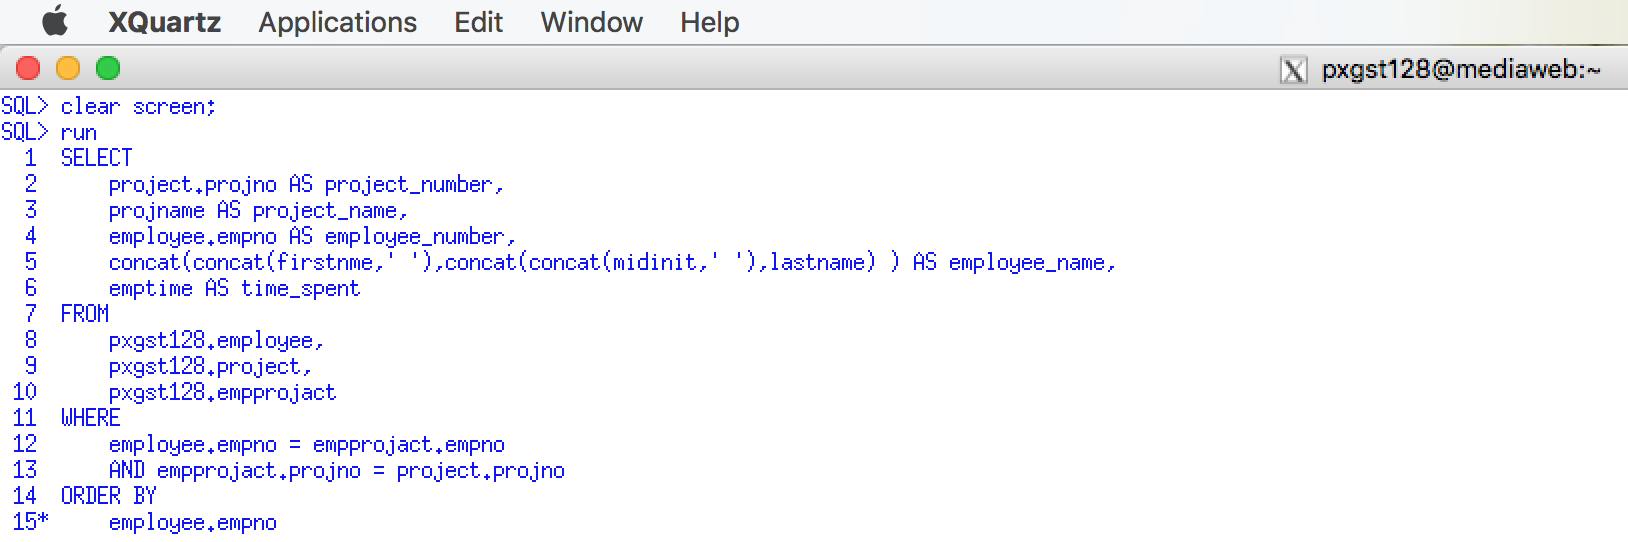 XQuartz Applications Edit Window Help
X pxgst128@mediaweb:~
SQL> clear screen;
SQL> run
  1  SELECT
  2      project.projno AS project_number,
  3      projname AS project_name,
  4      employee.empno AS employee_number,
  5      concat(concat(firstnme,' '),concat(concat(midinit,' '),lastname) ) AS employee_name,
  6      emptime AS time_spent
  7  FROM
  8      pxgst128.employee,
  9      pxgst128.project,
 10      pxgst128.empprojact
 11  WHERE
 12      employee.empno = empprojact.empno
 13      AND empprojact.projno = project.projno
 14  ORDER BY
 15*     employee.empno